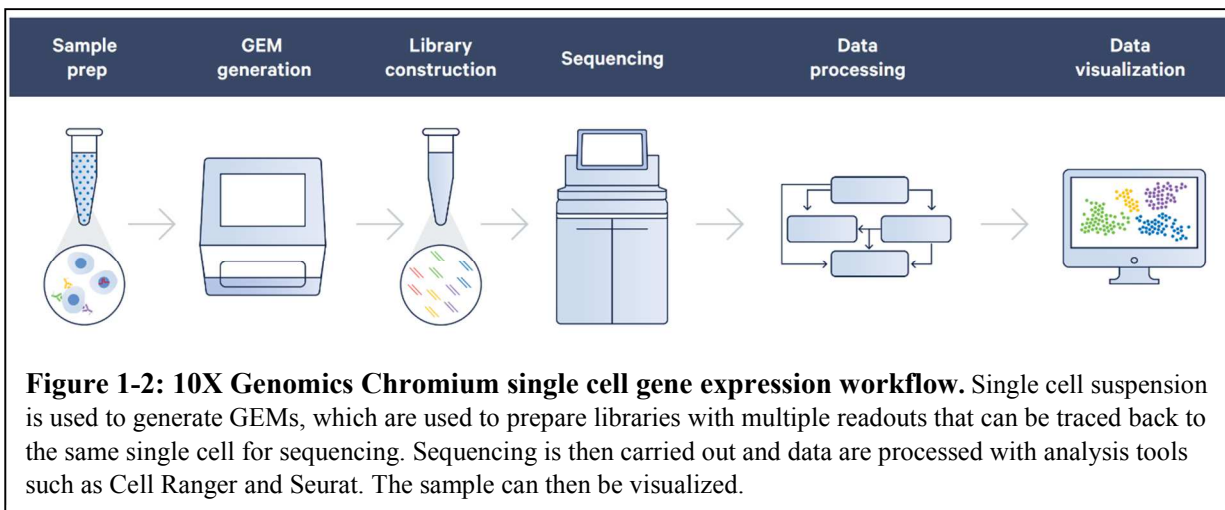 Sample prep
GEM generation
Library construction
Sequencing
Data processing
Data visualization
Figure 1-2: 10X Genomics Chromium single cell gene expression workflow. Single cell suspension
is used to generate GEMs, which are used to prepare libraries with multiple readouts that can be traced back to
the same single cell for sequencing. Sequencing is then carried out and data are processed with analysis tools
such as Cell Ranger and Seurat. The sample can then be visualized.